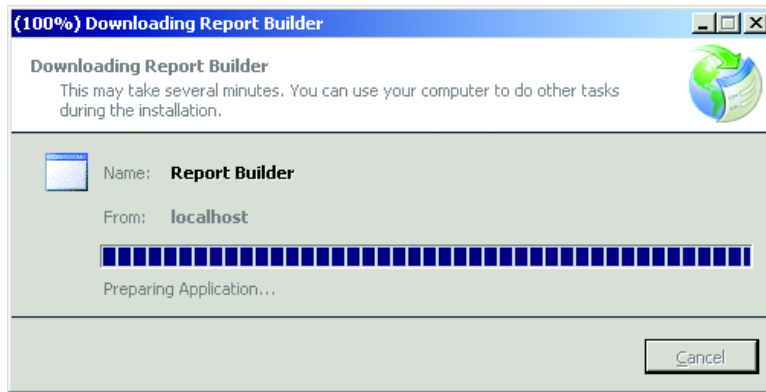 (100%) Downloading Report Builder
Downloading Report Builder
This may take several minutes. You can use your computer to do other tasks
during the installation.
Name: Report Builder
From: localhost
Preparing Application...
Cancel